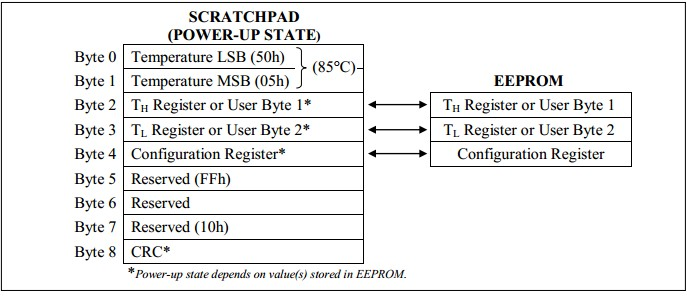 SCRATCHPAD
(POWER-UP STATE)
Byte 0 Temperature LSB (50h)
(85°C)
Byte 1 Temperature MSB (05h)
EEPROM
Byte 2 TH Register or User Byte 1* TH Register or User Byte 1
Byte 3 TL Register or User Byte 2* TL Register or User Byte 2
Byte 4 Configuration Register* Configuration Register
Byte 5 Reserved (FFh)
Byte 6 Reserved
Byte 7 Reserved (10h)
Byte 8 CRC*
*Power-up state depends on value(s) stored in EEPROM.